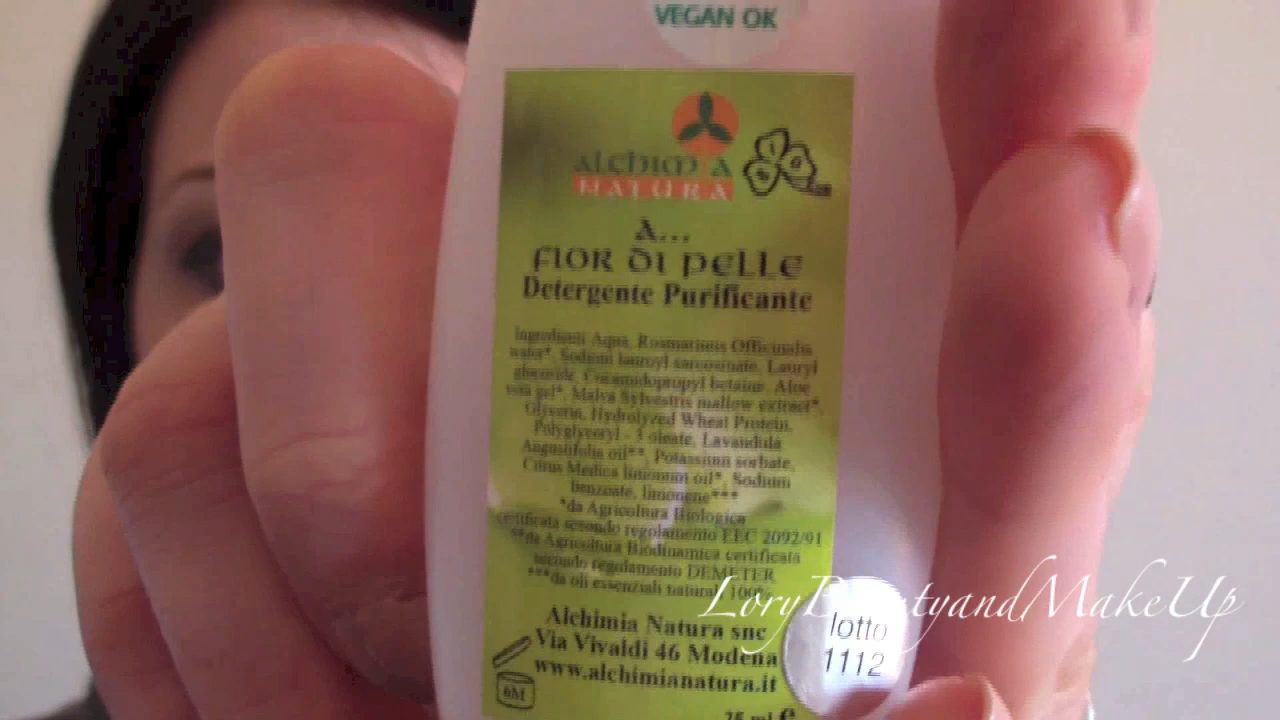 VEGAN OK
ALCHIMIA
NATURA
A...
FIOR DI PELLE
Detergente Purificante
Ingredienti Aqua, Rosmarinus Officinalis
water*, Sodium lauroyl sarcosinate, Lauryl
glucoside, Cocamidopropyl betaine, Aloe
vera gel*, Malva Sylvestris mallow extract*,
Glycerin, Hydrolyzed Wheat Protein,
Polyglyceryl - 3 oleate, Lavandula
Angustifolia oil**, Potassium sorbate,
Citrus Medica limonum oil*, Sodium
benzoate, limonene***
*da Agricoltura Biologica
certificata secondo regolamento EEC 2092/91
**da Agricoltura Biodinamica certificata
secondo regolamento DEMETER
***da oli essenziali naturali 100%
Alchimia Natura snc
Via Vivaldi 46 Modena
www.alchimianatura.it
6M
75 ml e
lotto
1112
LoryBeautyandMakeUp